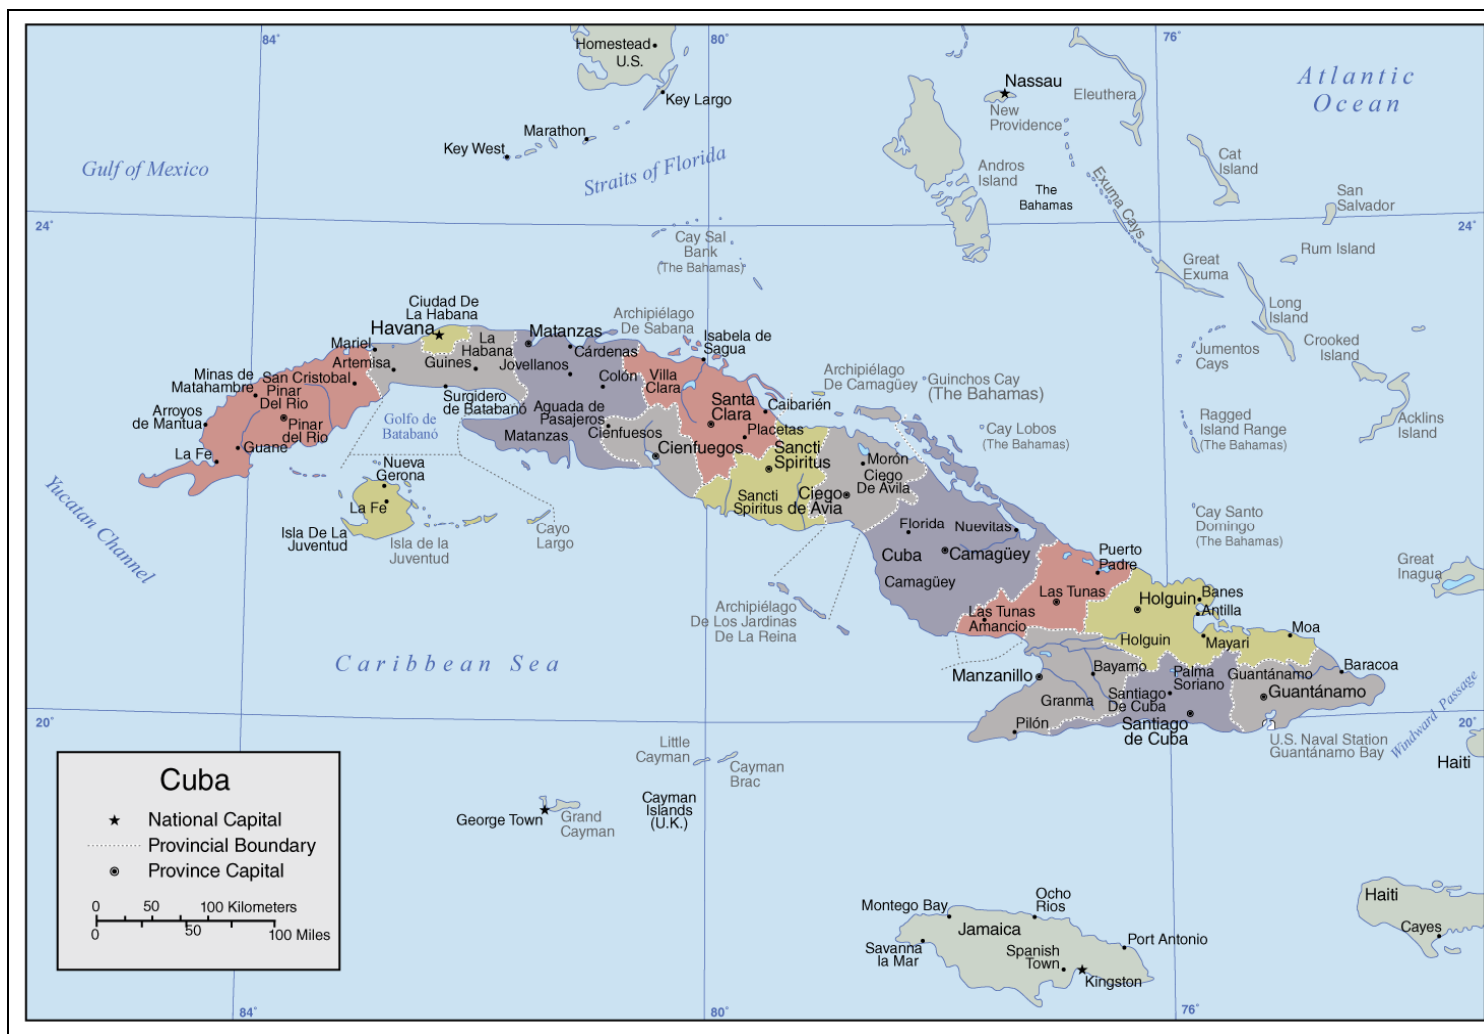 84°
80°
76°
Homestead
U.S.
Key Largo
Marathon
Key West
Nassau
New
Providence
Eleuthera
Atlantic
Ocean
Gulf of Mexico
Straits of Florida
Andros
Island
The
Bahamas
Exuma Cays
Cat
Island
San
Salvador
24°
24°
Cay Sal
Bank
(The Bahamas)
Great
Exuma
Rum Island
Long
Island
Crooked
Island
Jumentos
Cays
Acklins
Island
Ragged
Island Range
(The Bahamas)
Ciudad De
La Habana
Havana
La
Habana
Matanzas
Archipiélago
De Sabana
Isabela de
Sagua
Mariel
Artemisa
Guines
Jovellanos
Cárdenas
Colón
Villa
Clara
Archipiélago
De Camagüey
Guinchos Cay
(The Bahamas)
Minas de
Matahambre
San Cristobal
Pinar
Del Rio
Pinar
del Rio
Surgidero
de Batabanó
Golfo de
Batabanó
Aguada de
Pasajeros
Matanzas
Cienfuesos
Cienfuegos
Santa
Clara
Caibarién
Placetas
Cay Lobos
(The Bahamas)
Arroyos
de Mantua
La Fe
Guane
Sancti
Spiritus
Sancti
Spiritus
Ciego
de Avia
Morón
Ciego
De Avila
Yucatan Channel
Nueva
Gerona
La Fe
Isla De La
Juventud
Isla de la
Juventud
Cayo
Largo
Florida
Nuevitas
Cuba
Camagüey
Camagüey
Cay Santo
Domingo
(The Bahamas)
Great
Inagua
Puerto
Padre
Las Tunas
Las Tunas
Amancio
Holguin
Banes
Antilla
Holguin
Mayari
Moa
Archipiélago
De Los Jardinas
De La Reina
Caribbean Sea
Manzanillo
Bayamo
Granma
Pilón
Palma
Soriano
Santiago
De Cuba
Santiago
de Cuba
Guantánamo
Guantánamo
Baracoa
20°
20°
U.S. Naval Station
Guantánamo Bay
Windward Passage
Haiti
Little
Cayman
Cayman
Brac
Cayman
Islands
(U.K.)
George Town
Grand
Cayman
Cuba
National Capital
Provincial Boundary
Province Capital
0 50 100 Kilometers
0 50 100 Miles
Montego Bay
Ocho
Rios
Jamaica
Savanna
la Mar
Spanish
Town
Port Antonio
Kingston
Haiti
Cayes
84°
80°
76°